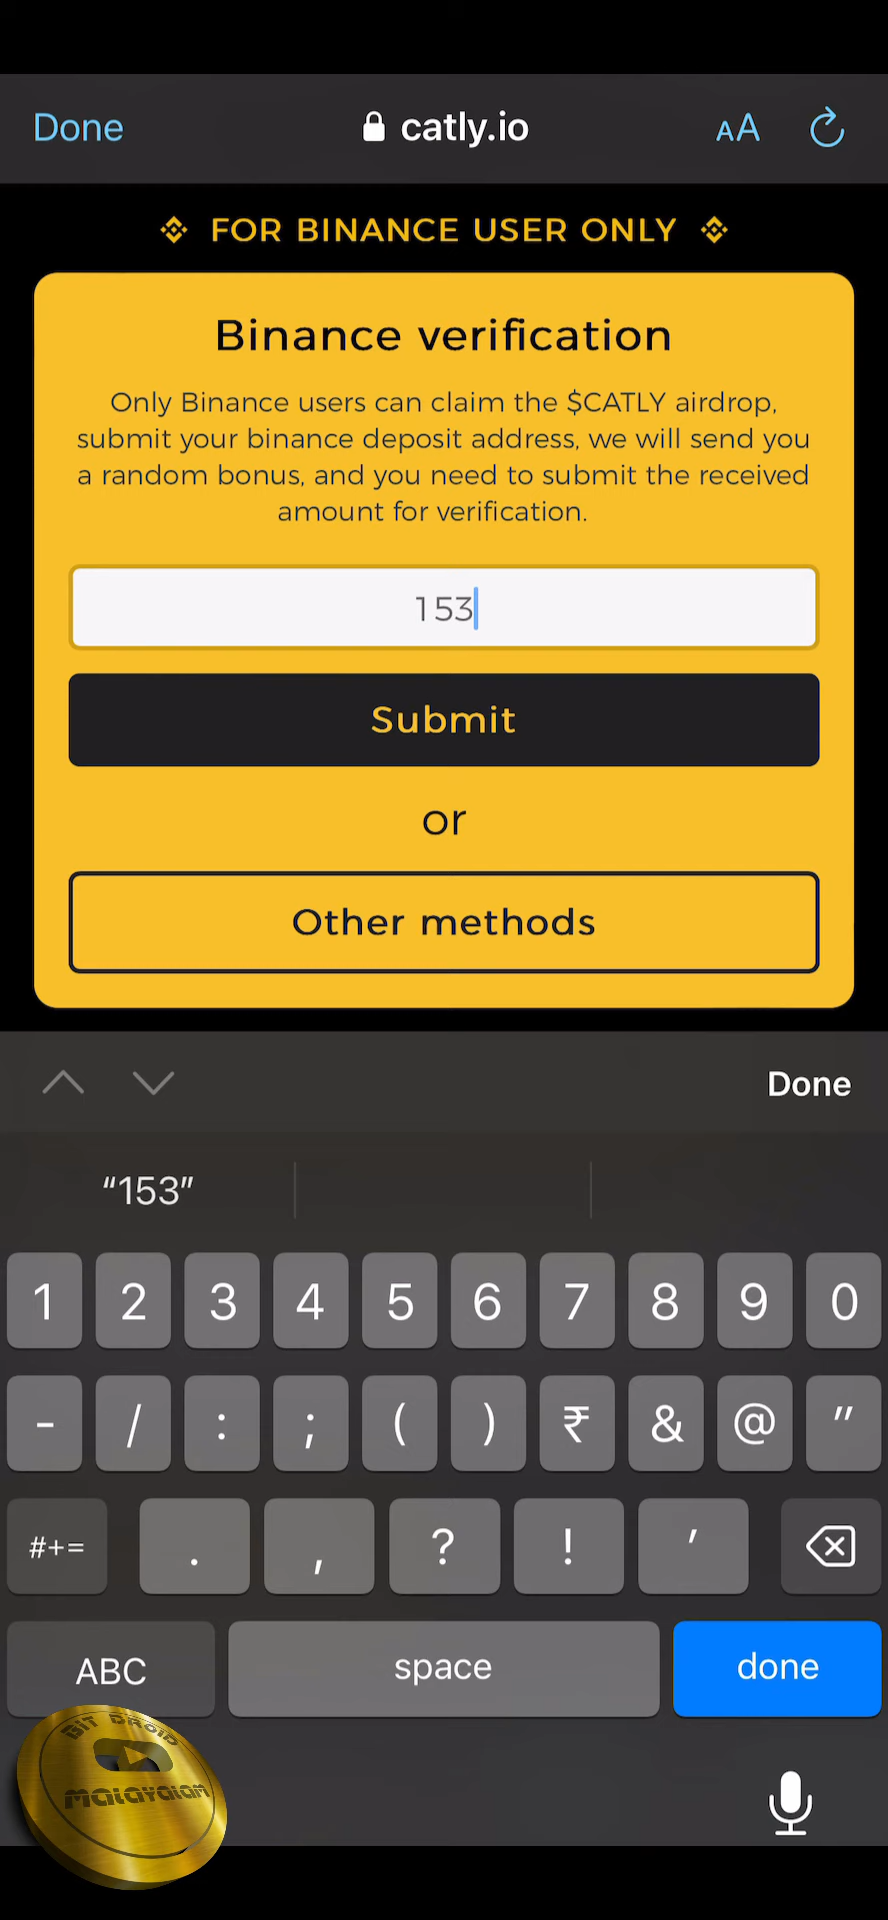 Done
catly.io
AA
FOR BINANCE USER ONLY
Binance verification
Only Binance users can claim the $CATLY airdrop,
submit your binance deposit address, we will send you
a random bonus, and you need to submit the received
amount for verification.
153
Submit
or
Other methods
Done
“153”
1 2 3 4 5 6 7 8 9 0
- / : ; ( ) ₹ & @ "
#+= . , ? ! '
ABC space done
BIT DROID
MALAYALAM